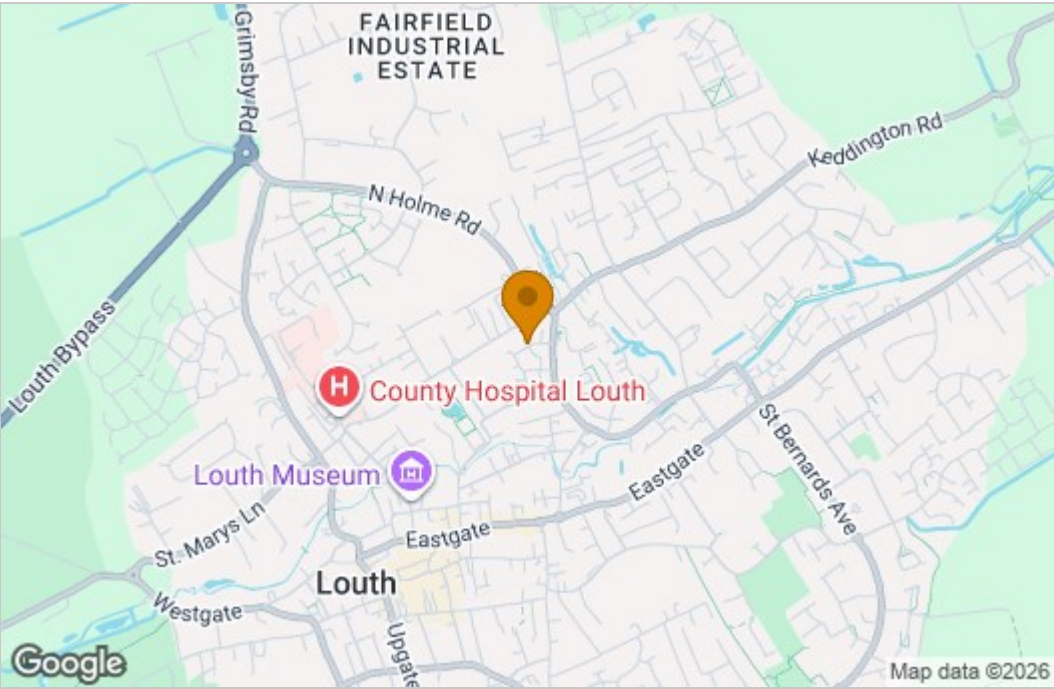 FAIRFIELD
INDUSTRIAL
ESTATE
Grimsby Rd
Keddington Rd
N Holme Rd
Louth Bypass
H
County Hospital Louth
St Bernards Ave
Louth Museum
Eastgate
St. Marys Ln
Eastgate
Louth
Westgate
Upgate
Google
Map data ©2026